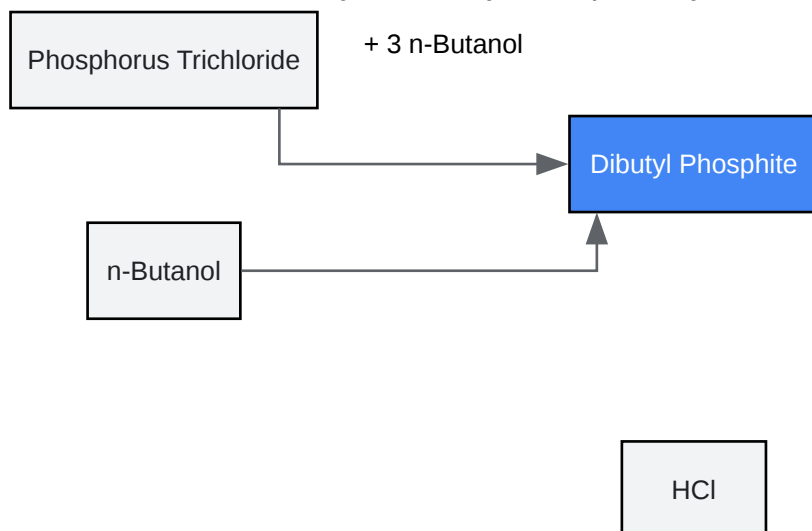 + 3 n-Butanol
Phosphorus Trichloride
Dibutyl Phosphite
n-Butanol
HCl